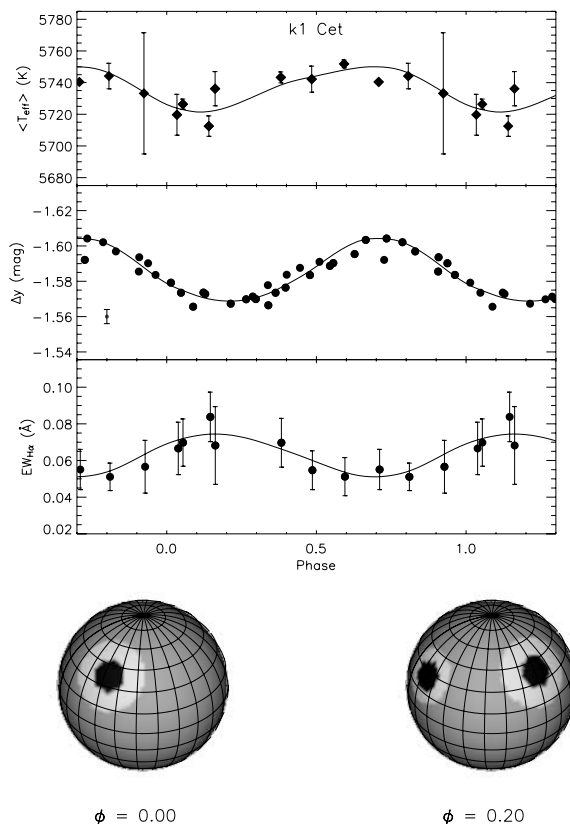 k1 Cet
<T_eff> (K)
5760
5740
5720
5700
5680
Δy (mag)
-1.62
-1.60
-1.58
-1.56
-1.54
EW_Hα (Å)
0.10
0.08
0.06
0.04
0.02
0.0 0.5 1.0
Phase
ϕ = 0.00 ϕ = 0.20